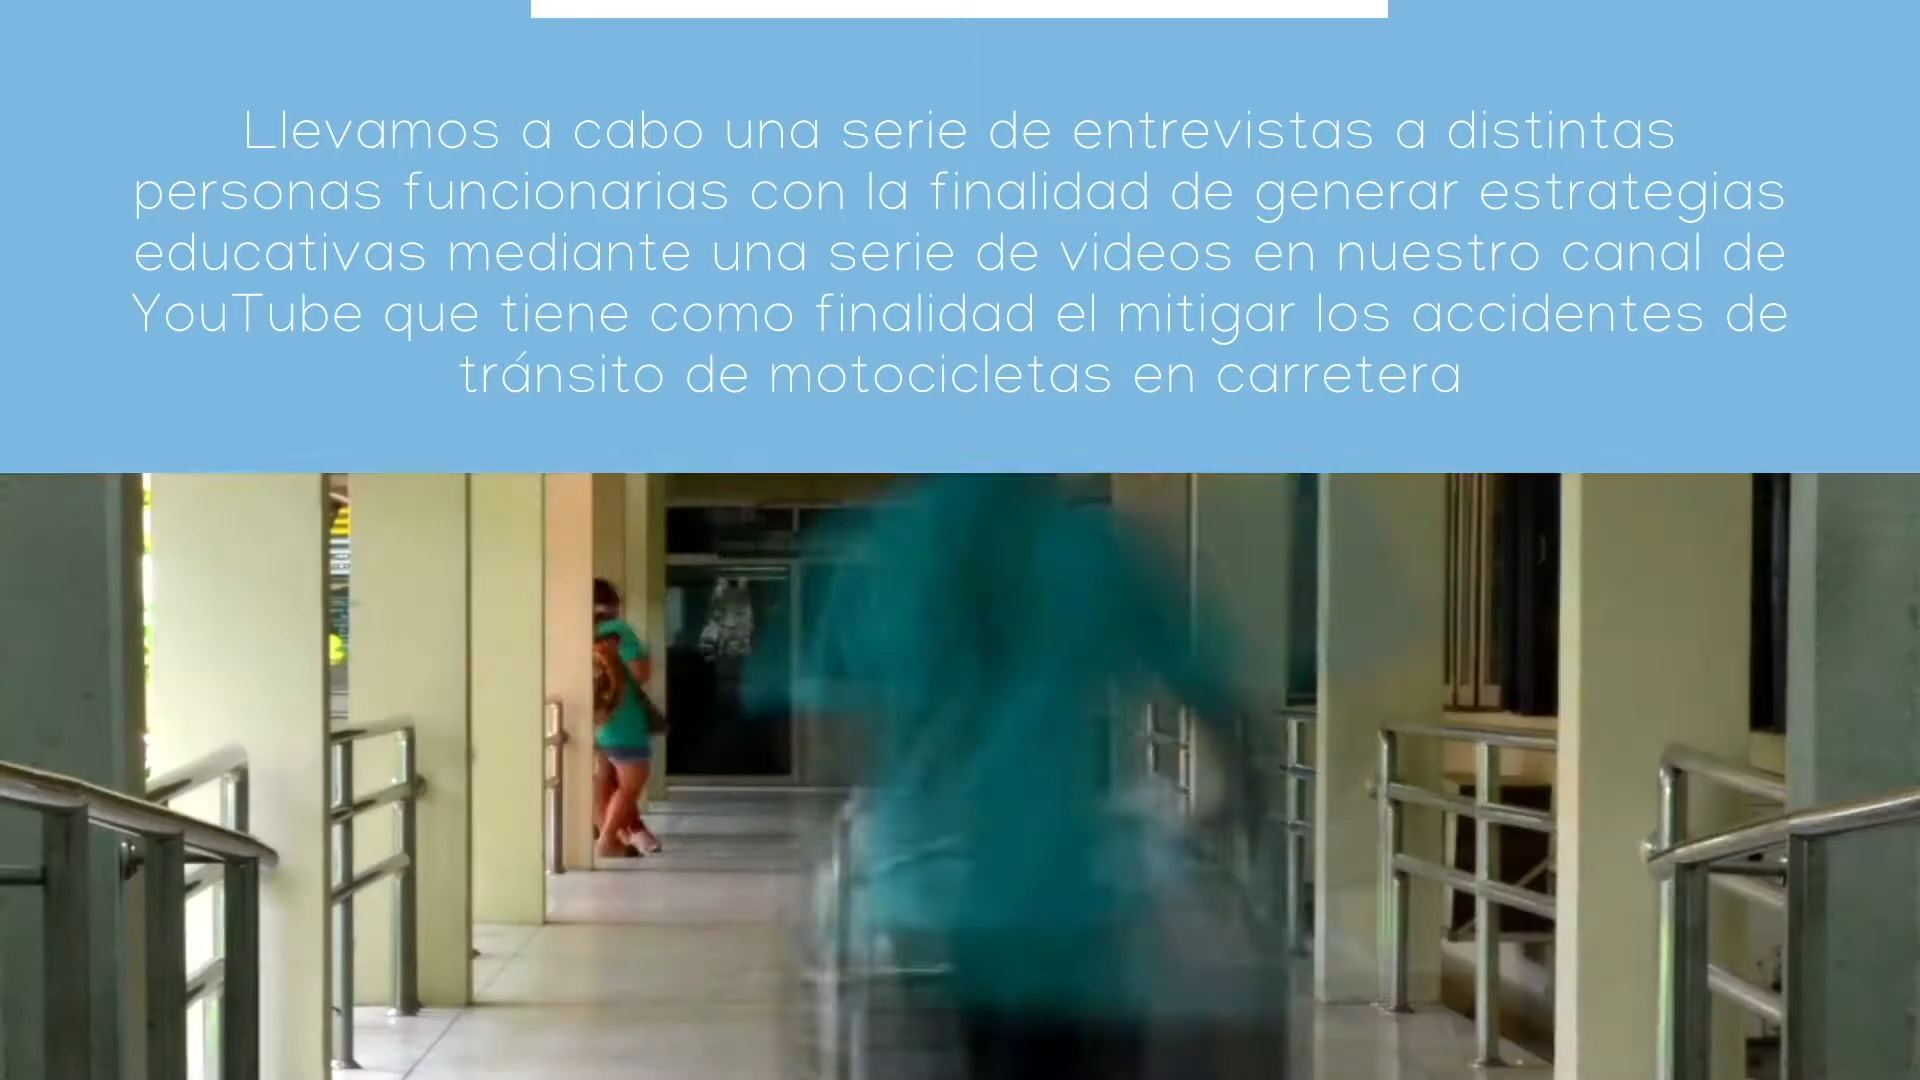 Llevamos a cabo una serie de entrevistas a distintas
personas funcionarias con la finalidad de generar estrategias
educativas mediante una serie de videos en nuestro canal de
YouTube que tiene como finalidad el mitigar los accidentes de
tránsito de motocicletas en carretera